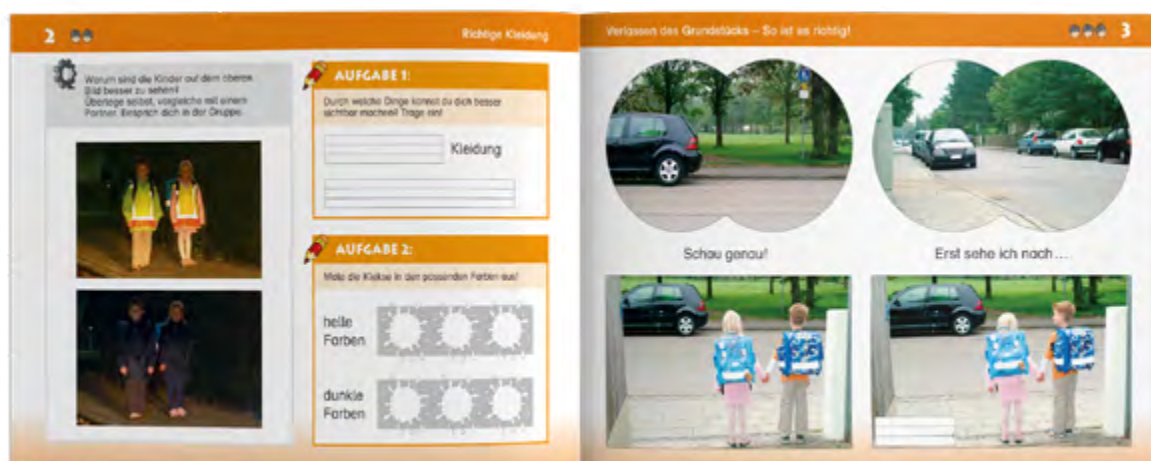 2
Richtige Kleidung
Warum sind die Kinder auf dem oberen
Bild besser zu sehen?
Überlege selbst, vergleiche mit einem
Partner. Besprich dich in der Gruppe.
AUFGABE 1:
Durch welche Dinge kannst du dich besser
sichtbar machen? Trage ein!
Kleidung
AUFGABE 2:
Male die Kleckse in den passenden Farben aus!
helle
Farben
dunkle
Farben
Verlassen des Grundstücks – So ist es richtig!
3
Schau genau!
Erst sehe ich nach....